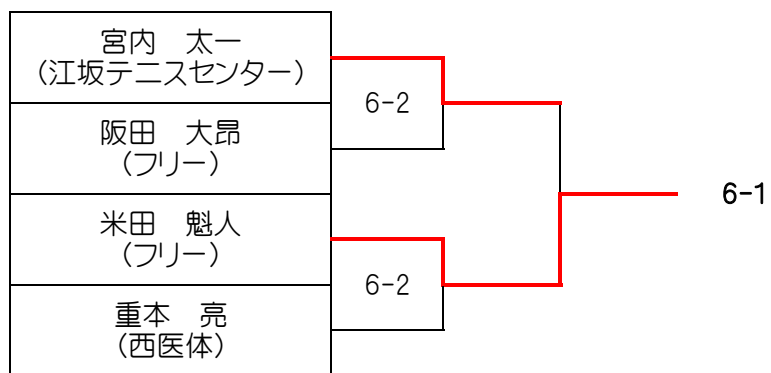 宮内　太一
（江坂テニスセンター）
6-2
阪田　大昂
（フリー）
6-1
米田　魁人
（フリー）
6-2
重本　亮
（西医体）